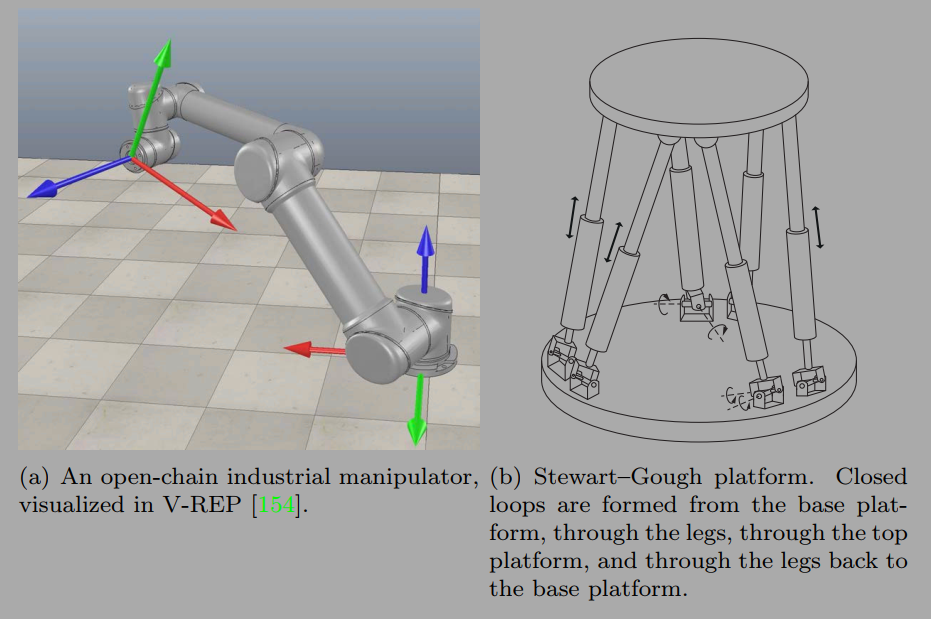 (a) An open-chain industrial manipulator,
visualized in V-REP [154].
(b) Stewart–Gough platform. Closed
loops are formed from the base plat-
form, through the legs, through the top
platform, and through the legs back to
the base platform.